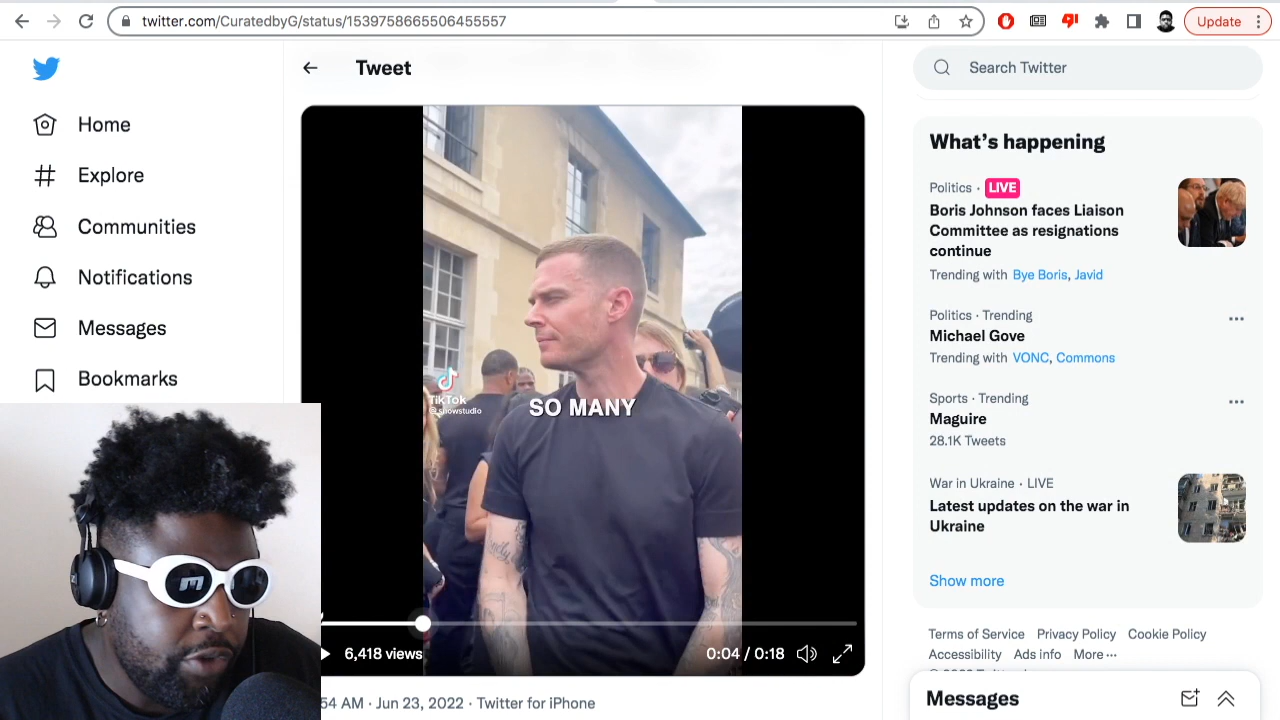 twitter.com/CuratedbyG/status/1539758665506455557
Update
Home
Explore
Communities
Notifications
Messages
Bookmarks
Tweet
TikTok
@showstudio
SO MANY
6,418 views
0:04 / 0:18
54 AM · Jun 23, 2022 · Twitter for iPhone
Search Twitter
What's happening
Politics · LIVE
Boris Johnson faces Liaison
Committee as resignations
continue
Trending with Bye Boris, Javid
Politics · Trending
Michael Gove
Trending with VONC, Commons
Sports · Trending
Maguire
28.1K Tweets
War in Ukraine · LIVE
Latest updates on the war in
Ukraine
Show more
Terms of Service Privacy Policy Cookie Policy
Accessibility Ads info More ···
Messages